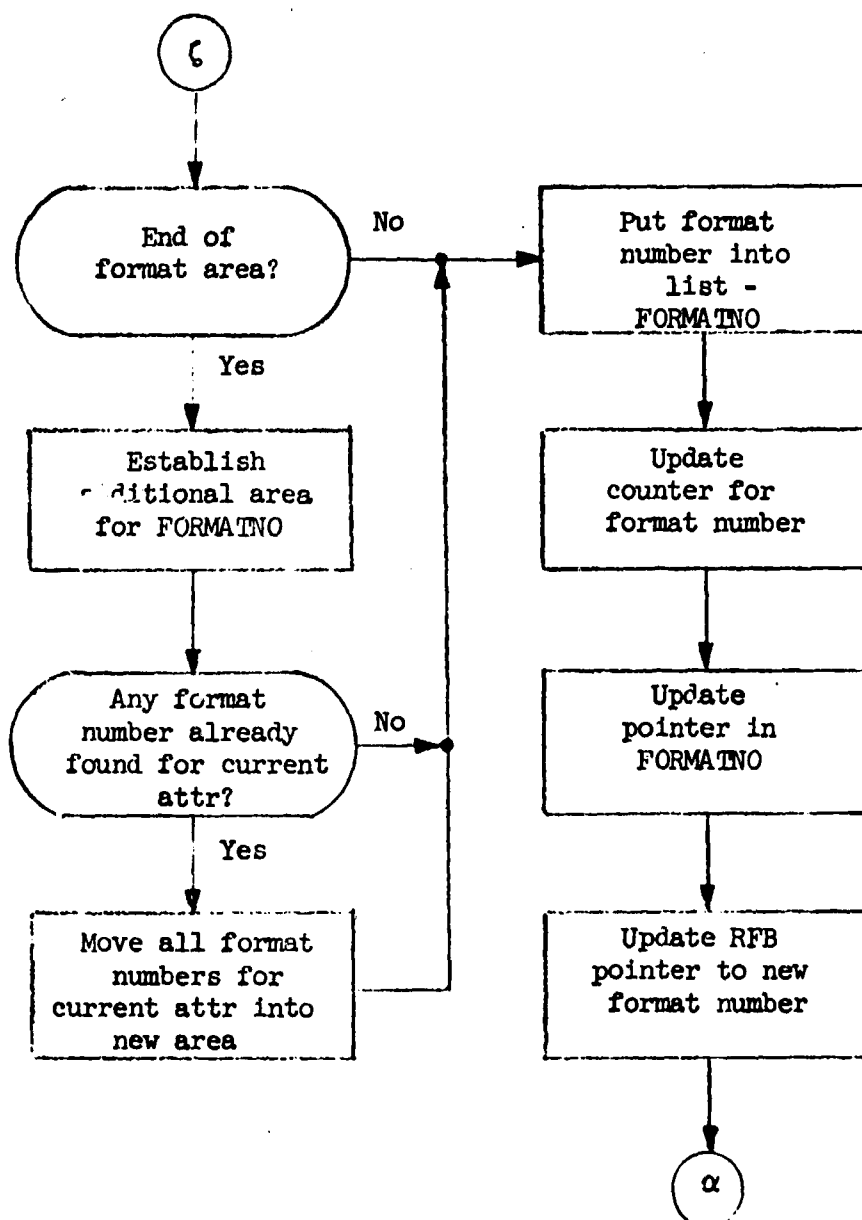 ζ
End of
format area?
No
Yes
Establish
for FORMATNO
Any format
number already
found for current
attr?
No
Yes
Move all format
numbers for
current attr into
new area
Put format
number into
list -
FORMATNO
Update
counter for
format number
Update
pointer in
FORMATNO
Update RFB
pointer to new
format number
α